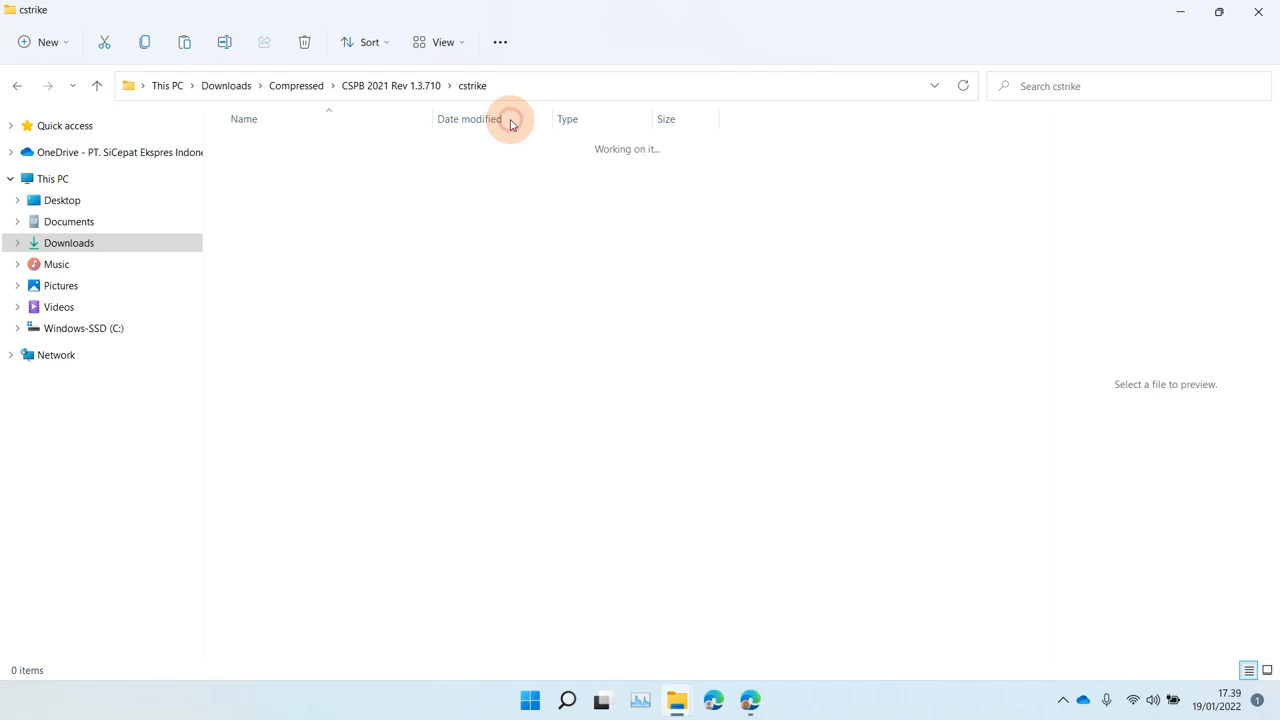 cstrike
New
Sort
View
This PC
Downloads
Compressed
CSPB 2021 Rev 1.3.710
cstrike
Search cstrike
Name
Date modified
Type
Size
Working on it...
Quick access
OneDrive - PT. SiCepat Ekspres Indone
This PC
Desktop
Documents
Downloads
Music
Pictures
Videos
Windows-SSD (C:)
Network
Select a file to preview.
0 items
17.39
19/01/2022
1